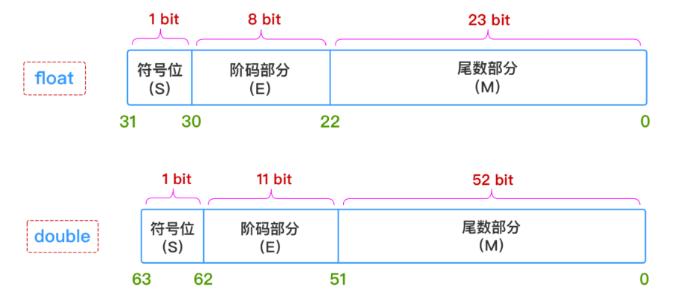 1 bit 8 bit 23 bit
float
符号位 阶码部分 尾数部分
(S) (E) (M)
31 30 22 0
1 bit 11 bit 52 bit
double
符号位 阶码部分 尾数部分
(S) (E) (M)
63 62 51 0